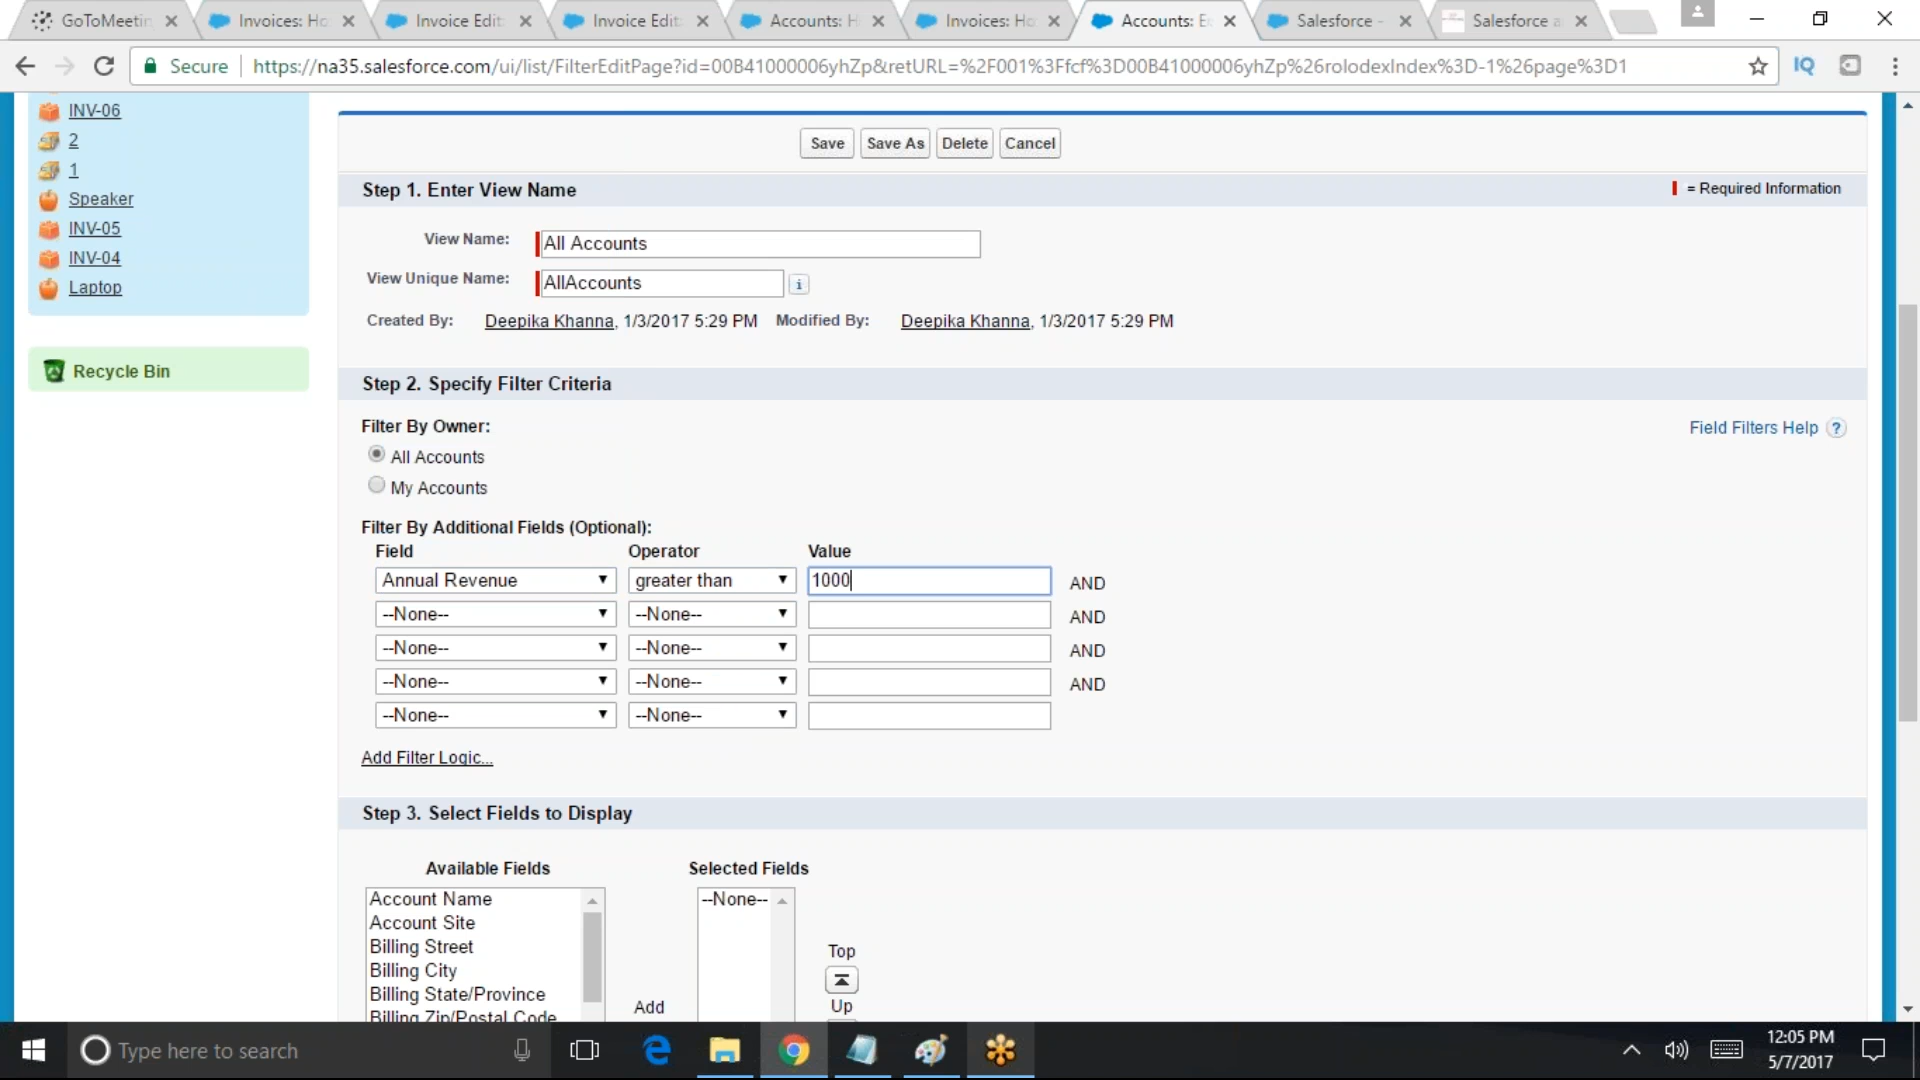 GoToMeetin
Invoices: Ho
Invoice Edit:
Invoice Edit:
Accounts: H
Invoices: Ho
Accounts: E
Salesforce -
Salesforce a
Secure
https://na35.salesforce.com/ui/list/FilterEditPage?id=00B41000006yhZp&retURL=%2F001%3Ffcf%3D00B41000006yhZp%26rolodexIndex%3D-1%26page%3D1
IQ
INV-06
2
1
Speaker
INV-05
INV-04
Laptop
Recycle Bin
Save Save As Delete Cancel
Step 1. Enter View Name
= Required Information
View Name: All Accounts
View Unique Name: AllAccounts i
Created By: Deepika Khanna, 1/3/2017 5:29 PM Modified By: Deepika Khanna, 1/3/2017 5:29 PM
Step 2. Specify Filter Criteria
Filter By Owner:
Field Filters Help ?
All Accounts
My Accounts
Filter By Additional Fields (Optional):
Field Operator Value
Annual Revenue greater than 1000 AND
--None-- --None-- AND
--None-- --None-- AND
--None-- --None-- AND
--None-- --None--
Add Filter Logic...
Step 3. Select Fields to Display
Available Fields Selected Fields
Account Name
Account Site
Billing Street
Billing City
Billing State/Province
Billing Zip/Postal Code
--None--
Add
Top
Up
Type here to search
12:05 PM
5/7/2017